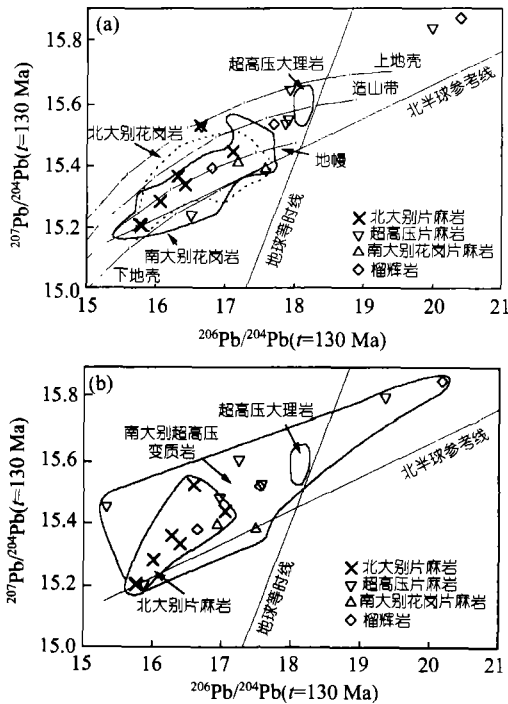 (a)
15.8
15.6
15.4
15.2
15.0
²⁰⁷Pb/²⁰⁴Pb(t=130 Ma)
超高压大理岩
上地壳
造山带
北半球参考线
北大别花岗岩
地幔
南大别花岗岩
下地壳
地球等时线
北大别片麻岩
超高压片麻岩
南大别花岗片麻岩
榴辉岩
15 16 17 18 19 20 21
²⁰⁶Pb/²⁰⁴Pb(t=130 Ma)
(b)
15.8
15.6
15.4
15.2
15.0
²⁰⁷Pb/²⁰⁴Pb(t=130 Ma)
超高压大理岩
南大别超高压
变质岩
北半球参考线
北大别片麻岩
地球等时线
北大别片麻岩
超高压片麻岩
南大别花岗片麻岩
榴辉岩
15 16 17 18 19 20 21
²⁰⁶Pb/²⁰⁴Pb(t=130 Ma)